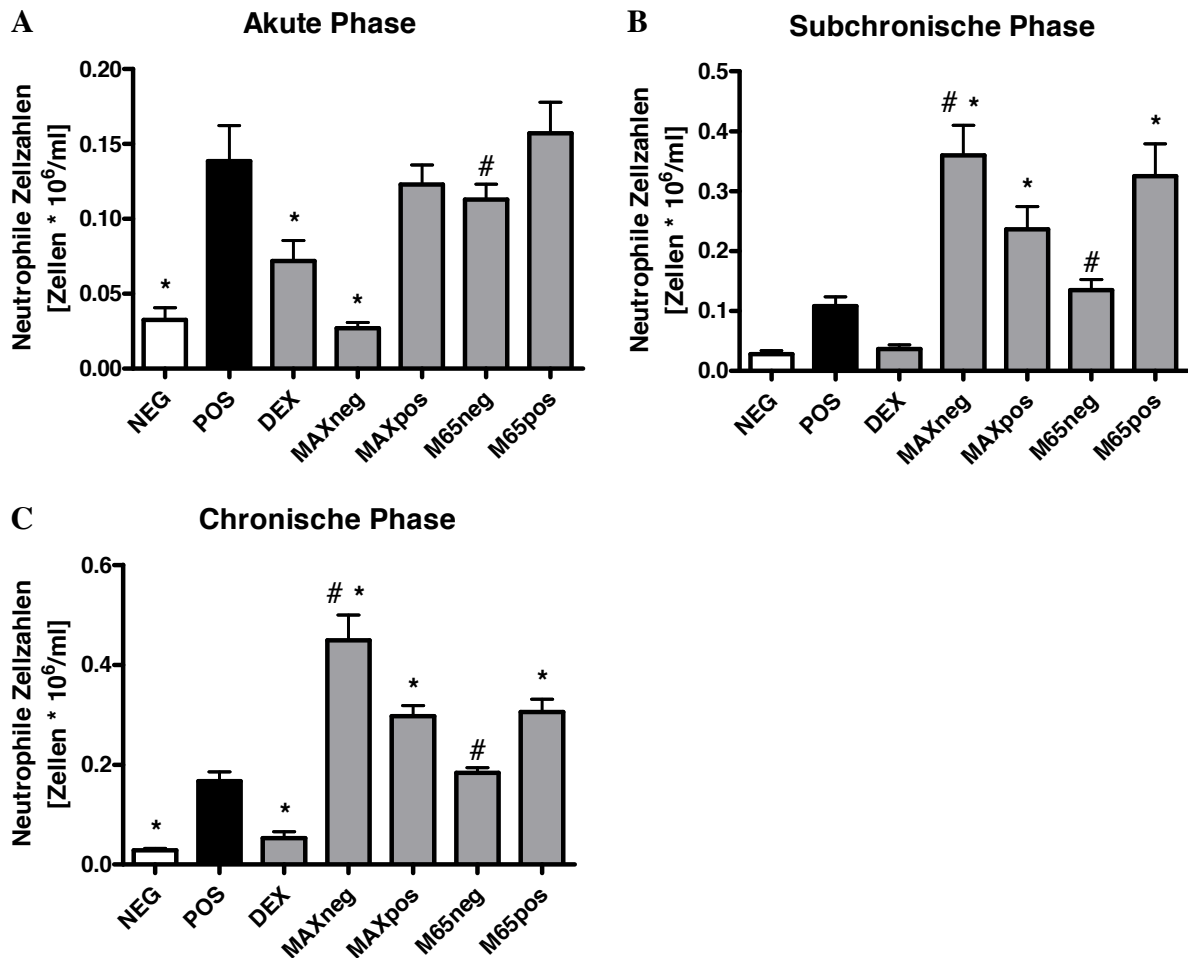 A
Akute Phase
Neutrophile Zellzahlen
[Zellen * 10⁶/ml]
0.20
0.15
0.10
0.05
0.00
*
*
*
#
NEG
POS
DEX
MAXneg
MAXpos
M65neg
M65pos
B
Subchronische Phase
Neutrophile Zellzahlen
[Zellen * 10⁶/ml]
0.5
0.4
0.3
0.2
0.1
0.0
# *
*
#
*
NEG
POS
DEX
MAXneg
MAXpos
M65neg
M65pos
C
Chronische Phase
Neutrophile Zellzahlen
[Zellen * 10⁶/ml]
0.6
0.4
0.2
0.0
*
*
# *
*
#
*
NEG
POS
DEX
MAXneg
MAXpos
M65neg
M65pos